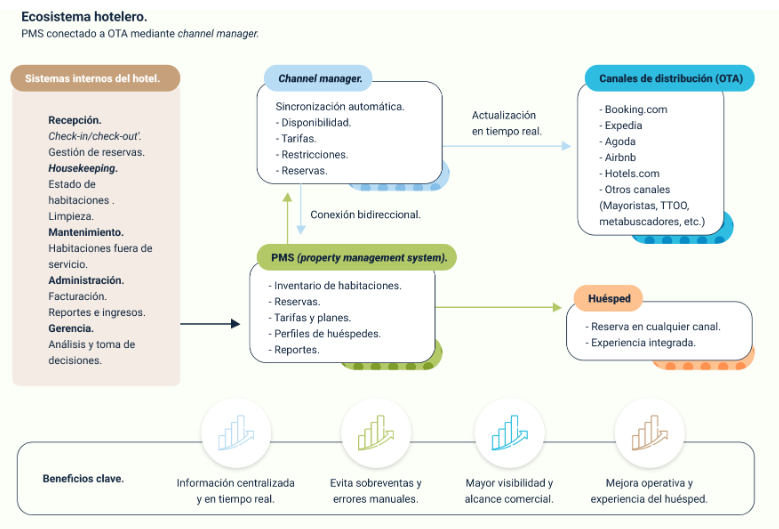 Ecosistema hotelero.
PMS conectado a OTA mediante channel manager.
Sistemas internos del hotel.
Recepción.
Check-in/check-out'.
Gestión de reservas.
Housekeeping.
Estado de
habitaciones .
Limpieza.
Mantenimiento.
Habitaciones fuera de
servicio.
Administración.
Facturación.
Reportes e ingresos.
Gerencia.
Análisis y toma de
decisiones.
Channel manager.
Sincronización automática.
- Disponibilidad.
- Tarifas.
- Restricciones.
- Reservas.
Actualización
en tiempo real.
Canales de distribución (OTA)
- Booking.com
- Expedia
- Agoda
- Airbnb
- Hotels.com
- Otros canales
(Mayoristas, TTOO,
metabuscadores, etc.)
Conexión bidireccional.
PMS (property management system).
- Inventario de habitaciones.
- Reservas.
- Tarifas y planes.
- Perfiles de huéspedes.
- Reportes.
Huésped
- Reserva en cualquier canal.
- Experiencia integrada.
Beneficios clave.
Información centralizada
y en tiempo real.
Evita sobreventas y
errores manuales.
Mayor visibilidad y
alcance comercial.
Mejora operativa y
experiencia del huésped.